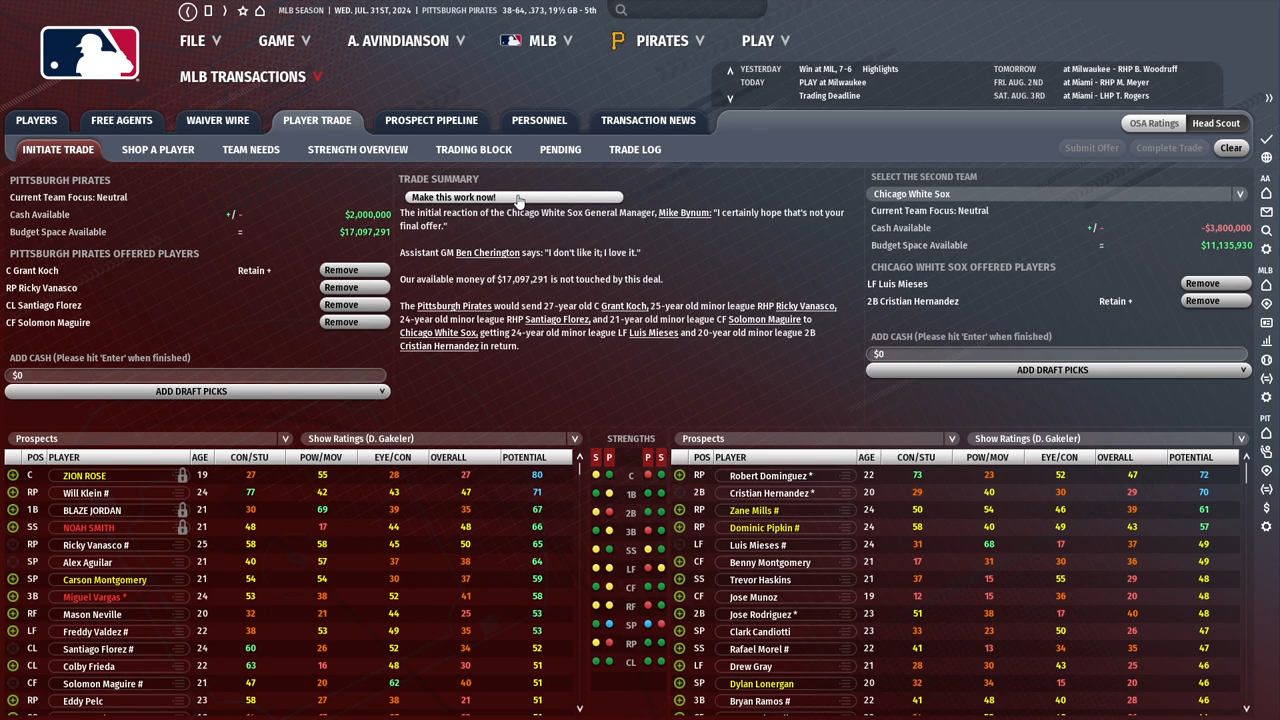 MLB SEASON | WED. JUL. 31ST, 2024 | PITTSBURGH PIRATES 38-64, .373, 19½ GB - 5th
FILE GAME A. AVINDIANSON MLB PIRATES PLAY
MLB TRANSACTIONS
YESTERDAY Win at MIL, 7-6 Highlights TOMORROW at Milwaukee - RHP B. Woodruff
TODAY PLAY at Milwaukee FRI. AUG. 2ND at Miami - RHP M. Meyer
Trading Deadline SAT. AUG. 3RD at Miami - LHP T. Rogers
PLAYERS FREE AGENTS WAIVER WIRE PLAYER TRADE PROSPECT PIPELINE PERSONNEL TRANSACTION NEWS OSA Ratings Head Scout
INITIATE TRADE SHOP A PLAYER TEAM NEEDS STRENGTH OVERVIEW TRADING BLOCK PENDING TRADE LOG Submit Offer Complete Trade Clear
PITTSBURGH PIRATES
Current Team Focus: Neutral
Cash Available +/- $2,000,000
Budget Space Available = $17,097,291
PITTSBURGH PIRATES OFFERED PLAYERS
C Grant Koch Retain + Remove
RP Ricky Vanasco Remove
CL Santiago Florez Remove
CF Solomon Maguire Remove
ADD CASH (Please hit 'Enter' when finished)
$0
ADD DRAFT PICKS
TRADE SUMMARY
Make this work now!
The initial reaction of the Chicago White Sox General Manager, Mike Bynum: "I certainly hope that's not your
final offer."
Assistant GM Ben Cherington says: "I don't like it; I love it."
Our available money of $17,097,291 is not touched by this deal.
The Pittsburgh Pirates would send 27-year old C Grant Koch, 25-year old minor league RHP Ricky Vanasco,
24-year old minor league RHP Santiago Florez, and 21-year old minor league CF Solomon Maguire to
Chicago White Sox, getting 24-year old minor league LF Luis Mieses and 20-year old minor league 2B
Cristian Hernandez in return.
SELECT THE SECOND TEAM
Chicago White Sox
Current Team Focus: Neutral
Cash Available +/- -$3,800,000
Budget Space Available = $11,135,930
CHICAGO WHITE SOX OFFERED PLAYERS
LF Luis Mieses Remove
2B Cristian Hernandez Retain + Remove
ADD CASH (Please hit 'Enter' when finished)
$0
ADD DRAFT PICKS
Prospects Show Ratings (D. Gakeler)
POS PLAYER AGE CON/STU POW/MOV EYE/CON OVERALL POTENTIAL
C ZION ROSE 19 27 55 28 27 80
RP Will Klein # 24 77 42 43 47 71
1B BLAZE JORDAN 21 30 69 39 35 67
SS NOAH SMITH 21 48 17 44 48 66
RP Ricky Vanasco # 25 58 58 45 50 65
SP Alex Aguilar 21 40 57 37 38 64
SP Carson Montgomery 21 54 54 30 37 59
3B Miguel Vargas * 24 53 38 52 41 58
RF Mason Neville 20 32 21 44 25 53
LF Freddy Valdez # 22 38 53 49 35 53
CL Santiago Florez # 24 60 26 52 34 52
CL Colby Frieda 22 63 16 48 30 51
CF Solomon Maguire # 21 47 20 62 40 51
RP Eddy Pelc 23 58 27 38 21 51
STRENGTHS
S P P S
C
1B
2B
3B
SS
LF
CF
RF
SP
RP
CL
Prospects Show Ratings (D. Gakeler)
POS PLAYER AGE CON/STU POW/MOV EYE/CON OVERALL POTENTIAL
RP Robert Dominguez * 22 73 23 52 47 72
2B Cristian Hernandez * 20 29 40 30 29 70
RP Zane Mills # 24 50 54 46 39 61
RP Dominic Pipkin # 24 58 40 49 43 57
LF Luis Mieses # 24 31 68 17 37 49
CF Benny Montgomery 21 17 31 30 36 49
SS Trevor Haskins 21 37 15 55 29 49
CF Jose Munoz 19 12 15 36 20 48
2B Jose Rodriguez * 23 51 38 17 40 48
SP Clark Candiotti 23 33 23 50 26 47
SS Rafael Morel # 22 41 13 34 35 47
LF Drew Gray 21 28 30 43 25 46
SP Dylan Lonergan 20 32 34 15 20 46
3B Bryan Ramos # 22 41 48 40 28 46
AA
MLB
PIT